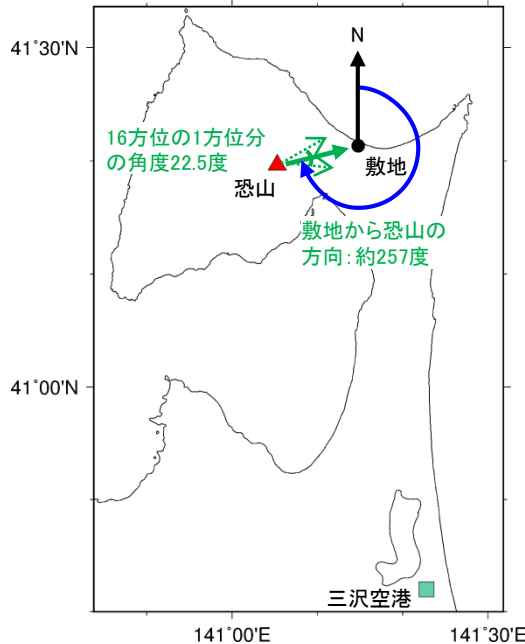 41˚30'N
N
16方位の1方位分
の角度22.5度
敷地
恐山
敷地から恐山の
方向：約257度
41˚00'N
三沢空港
141˚00'E
141˚30'E